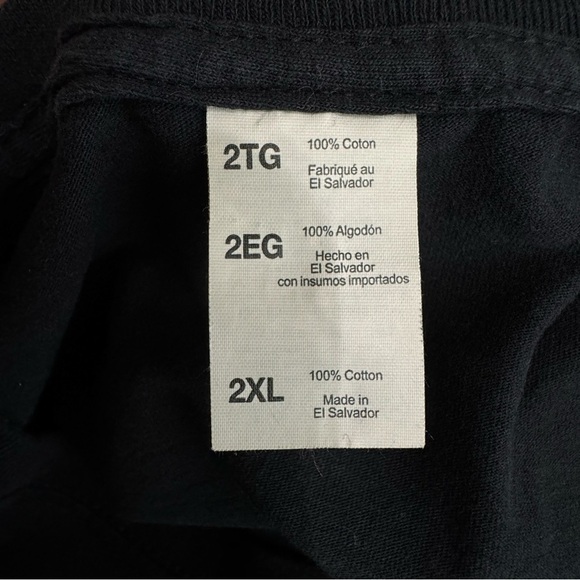 2TG
100% Coton
Fabriqué au
El Salvador
2EG
100% Algodón
Hecho en
El Salvador
con insumos importados
2XL
100% Cotton
Made in
El Salvador